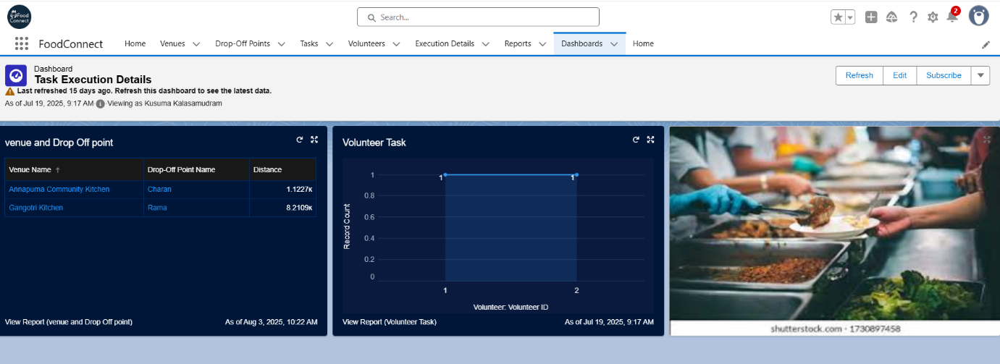 Food
Connect
Search...
2
FoodConnect
Home
Venues
Drop-Off Points
Tasks
Volunteers
Execution Details
Reports
Dashboards
Home
Dashboard
Task Execution Details
Last refreshed 15 days ago. Refresh this dashboard to see the latest data.
As of Jul 19, 2025, 9:17 AM·Viewing as Kusuma Kalasamudram
Refresh
Edit
Subscribe
venue and Drop Off point
Venue Name ↑
Drop-Off Point Name
Distance
Annapurna Community Kitchen
Charan
1.1227K
Gangotri Kitchen
Rama
8.2109K
View Report (venue and Drop Off point)
As of Aug 3, 2025, 10:22 AM
Volunteer Task
Record Count
1
0.8
0.6
0.4
0.2
0
1
1
1
2
Volunteer: Volunteer ID
View Report (Volunteer Task)
As of Jul 19, 2025, 9:17 AM
shutterstock.com · 1730897458